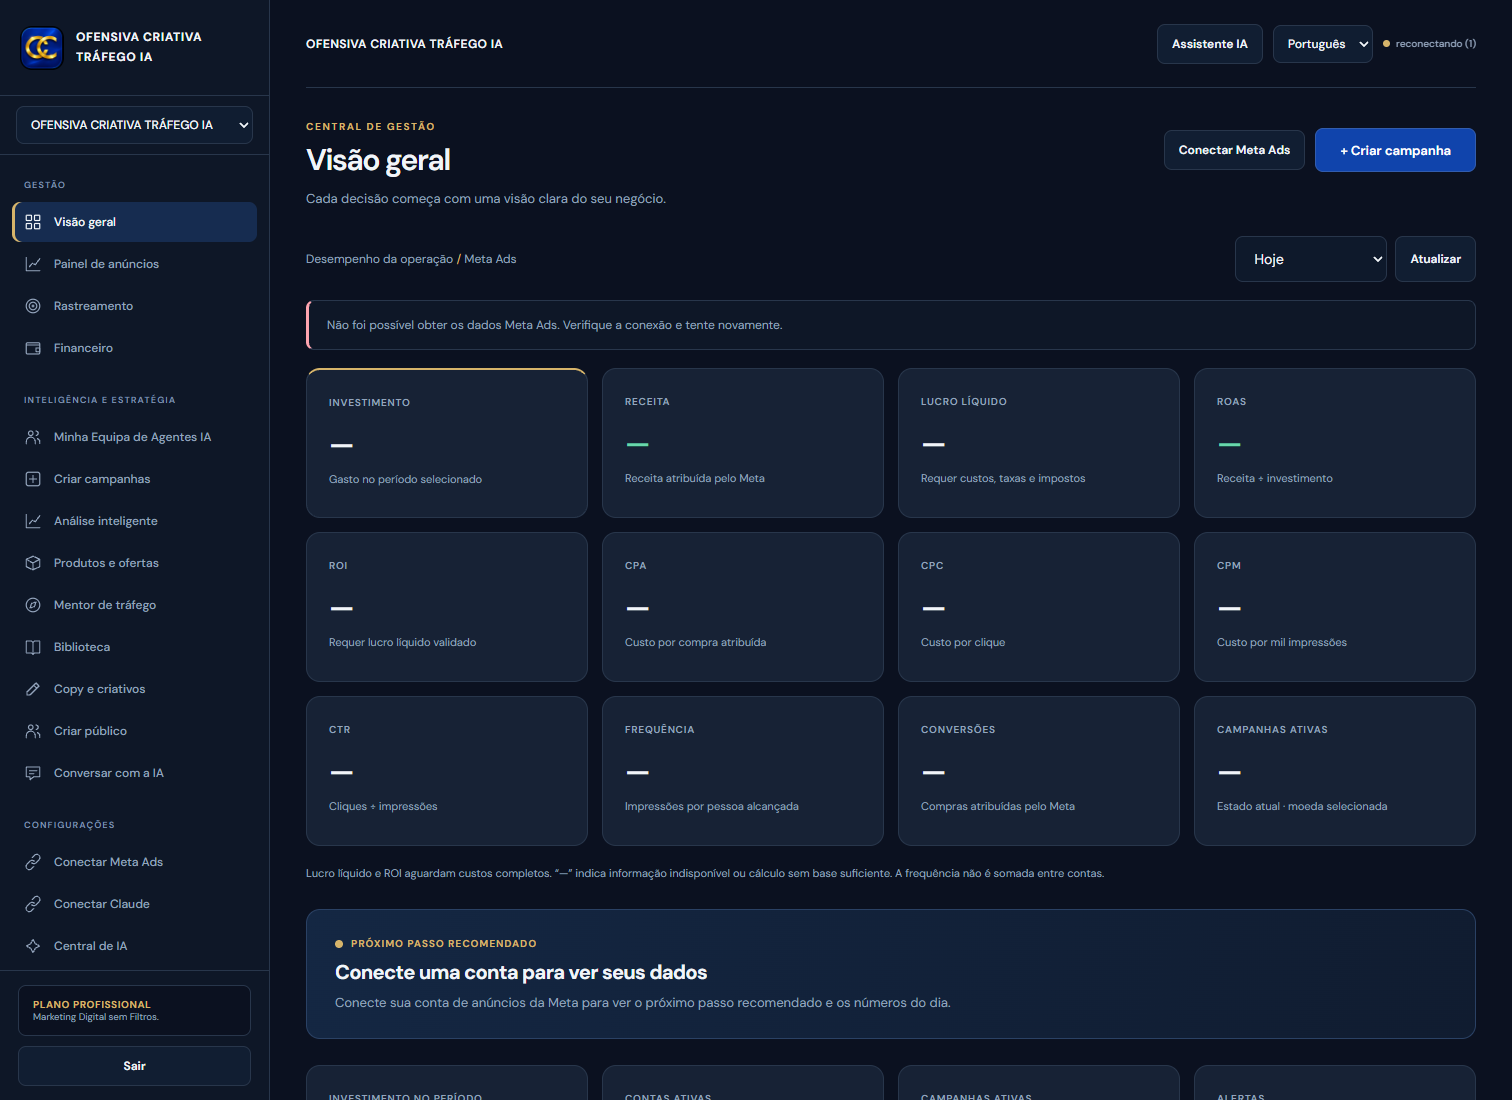 OFENSIVA CRIATIVA
TRÁFEGO IA
OFENSIVA CRIATIVA TRÁFEGO IA
GESTÃO
Visão geral
Painel de anúncios
Rastreamento
Financeiro
INTELIGÊNCIA E ESTRATÉGIA
Minha Equipa de Agentes IA
Criar campanhas
Análise inteligente
Produtos e ofertas
Mentor de tráfego
Biblioteca
Copy e criativos
Criar público
Conversar com a IA
CONFIGURAÇÕES
Conectar Meta Ads
Conectar Claude
Central de IA
PLANO PROFISSIONAL
Marketing Digital sem Filtros.
Sair
OFENSIVA CRIATIVA TRÁFEGO IA
Assistente IA
Português
reconectando (1)
CENTRAL DE GESTÃO
Visão geral
Cada decisão começa com uma visão clara do seu negócio.
Conectar Meta Ads
+ Criar campanha
Desempenho da operação / Meta Ads
Hoje
Atualizar
Não foi possível obter os dados Meta Ads. Verifique a conexão e tente novamente.
INVESTIMENTO
—
Gasto no período selecionado
RECEITA
—
Receita atribuída pelo Meta
LUCRO LÍQUIDO
—
Requer custos, taxas e impostos
ROAS
—
Receita ÷ investimento
ROI
—
Requer lucro líquido validado
CPA
—
Custo por compra atribuída
CPC
—
Custo por clique
CPM
—
Custo por mil impressões
CTR
—
Cliques ÷ impressões
FREQUÊNCIA
—
Impressões por pessoa alcançada
CONVERSÕES
—
Compras atribuídas pelo Meta
CAMPANHAS ATIVAS
—
Estado atual · moeda selecionada
Lucro líquido e ROI aguardam custos completos. “—” indica informação indisponível ou cálculo sem base suficiente. A frequência não é somada entre contas.
PRÓXIMO PASSO RECOMENDADO
Conecte uma conta para ver seus dados
Conecte sua conta de anúncios da Meta para ver o próximo passo recomendado e os números do dia.
INVESTIMENTO NO PERÍODO
CONTAS ATIVAS
CAMPANHAS ATIVAS
ALERTAS